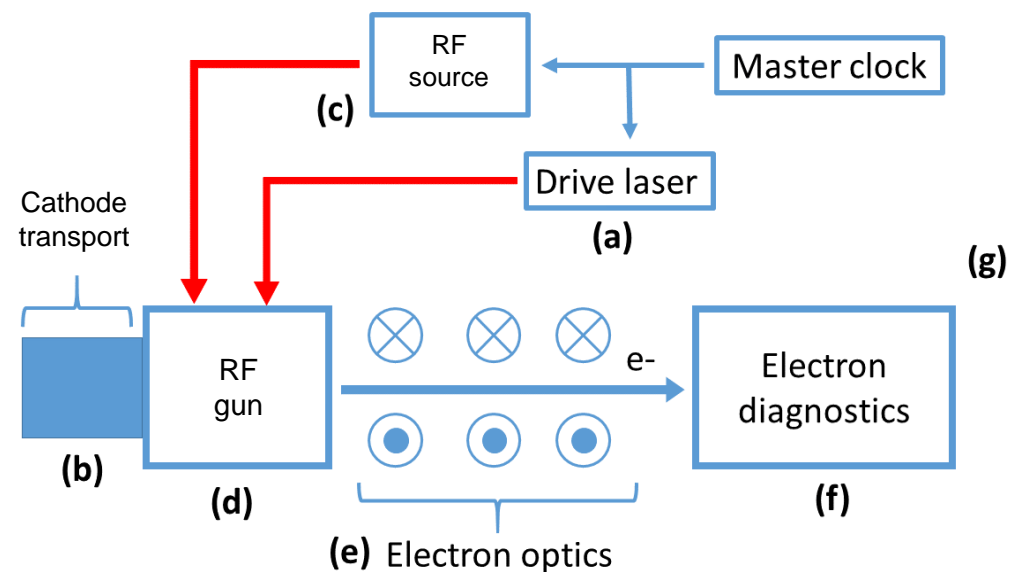 RF
source
Master clock
(c)
Drive laser
(a)
Cathode
transport
(g)
RF
gun
e-
Electron
diagnostics
(b)
(d)
(f)
(e) Electron optics